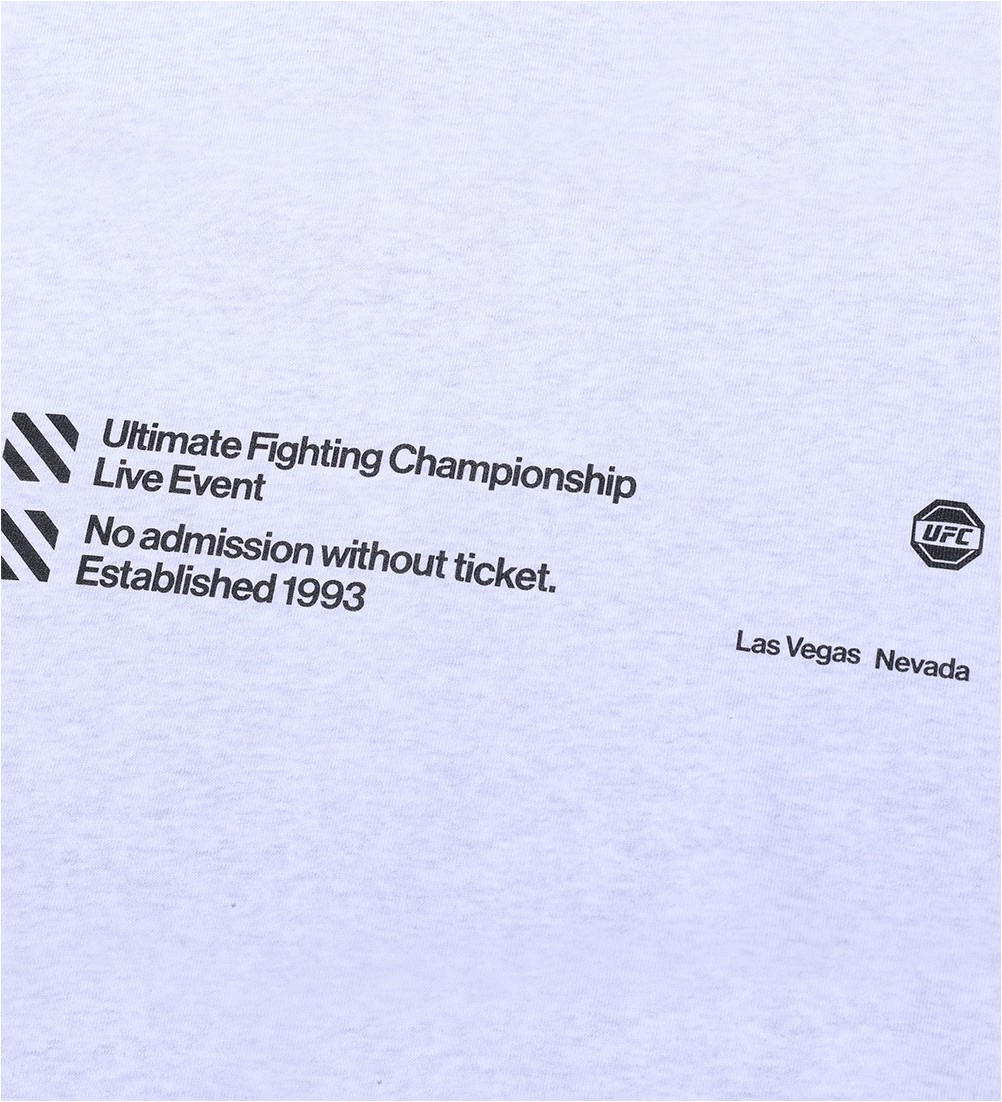 Ultimate Fighting Championship
Live Event
No admission without ticket.
Established 1993
UFC
Las Vegas Nevada